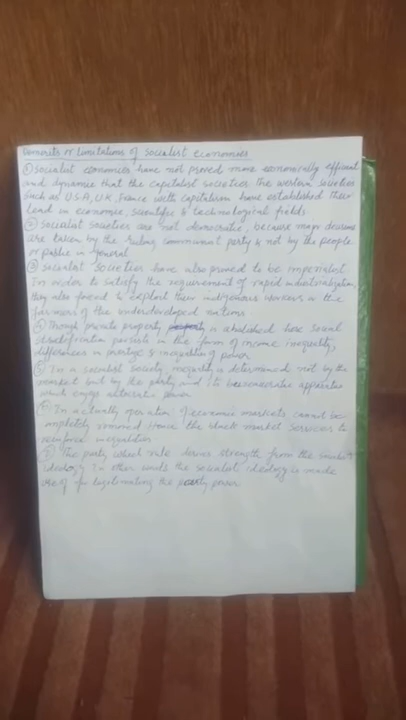 Demerits or Limitations of Socialist economies
① Socialist economies have not proved more economically efficient
and dynamic that the capitalist societies. The western societies
such as U.S.A, U.K, France with capitalism have established their
lead in economic, scientific & technological fields.
② Socialist societies are not democratic, because major decisions
are taken by the ruling communist party & not by the people
or public in general.
③ Socialist societies have also proved to be imperialist
In order to satisfy the requirement of rapid industrialization,
they also forced to exploit their indigenous workers or the
farmers of the underdeveloped nations.
④ Though private property is abolished here social
stratification persists in the form of income inequality,
differences in prestige & inequalities of power.
⑤ In a socialist society inequality is determined not by the
market but by the party and its bureaucratic apparatus
which enjoys power.
⑥ In actually operation of economic markets cannot be
completely removed. Hence the black market services to
reinforce inequalities
⑦ The party which rule derives strength from the socialist
ideology. In other words the socialist ideology is made
use of for legitimating the party power.